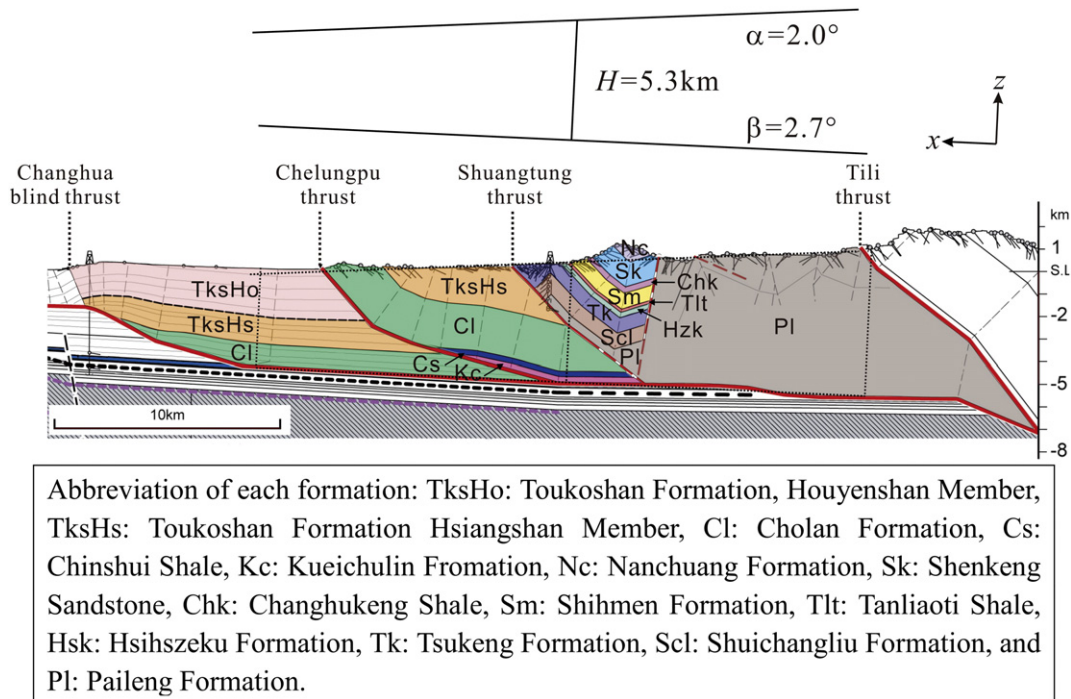 α=2.0°
H=5.3km
β=2.7°
z
x
Changhua
blind thrust
Chelungpu
thrust
Shuangtung
thrust
Tili
thrust
km
1
S.L
-2
-5
-8
TksHo
TksHs
Cl
TksHs
Cl
Cs
Kc
Nc
Sk
Sm
Tk
Scl
Pl
Chk
Tlt
Hzk
Pl
10km
Abbreviation of each formation: TksHo: Toukoshan Formation, Houyenshan Member,
TksHs: Toukoshan Formation Hsiangshan Member, Cl: Cholan Formation, Cs:
Chinshui Shale, Kc: Kueichulin Fromation, Nc: Nanchuang Formation, Sk: Shenkeng
Sandstone, Chk: Changhukeng Shale, Sm: Shihmen Formation, Tlt: Tanliaoti Shale,
Hsk: Hsihszeku Formation, Tk: Tsukeng Formation, Scl: Shuichangliu Formation, and
Pl: Paileng Formation.